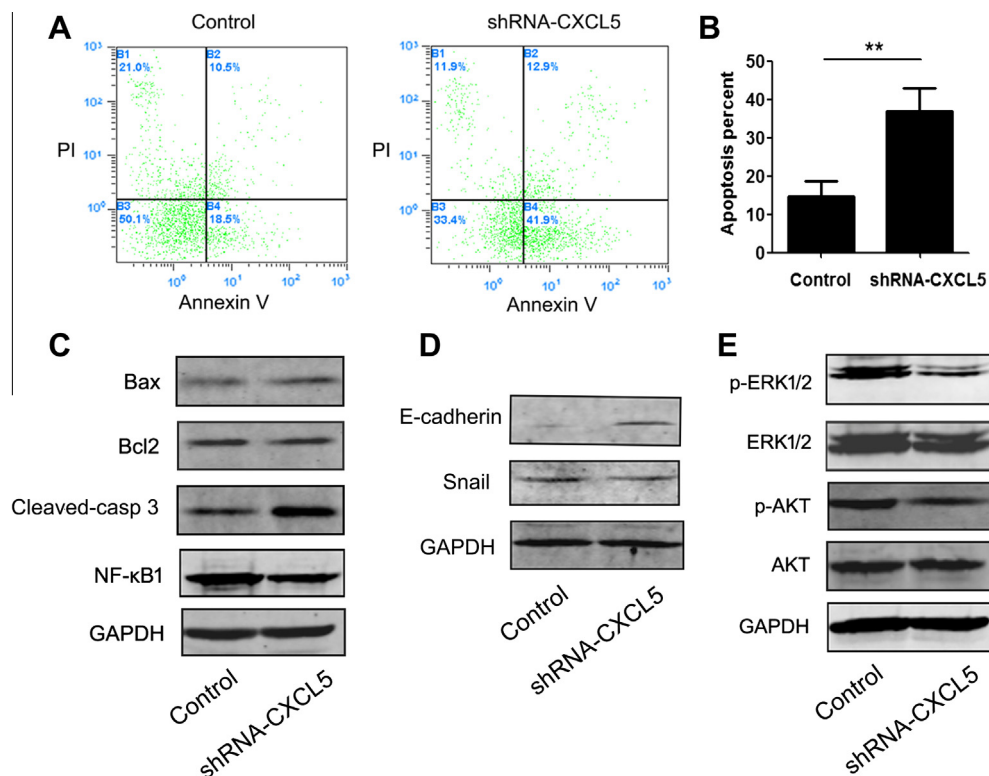 A
Control
shRNA-CXCL5
B
PI
10³
10²
10¹
10⁰
B1
21.0%
B2
10.5%
B3
50.1%
B4
18.5%
10⁰
10¹
10²
10³
Annexin V
PI
10³
10²
10¹
10⁰
B1
11.9%
B2
12.9%
B3
33.4%
B4
41.9%
10⁰
10¹
10²
10³
Annexin V
Apoptosis percent
50
40
30
20
10
0
**
Control
shRNA-CXCL5
C
Bax
Bcl2
Cleaved-casp 3
NF-κB1
GAPDH
Control
shRNA-CXCL5
D
E-cadherin
Snail
GAPDH
Control
shRNA-CXCL5
E
p-ERK1/2
ERK1/2
p-AKT
AKT
GAPDH
Control
shRNA-CXCL5